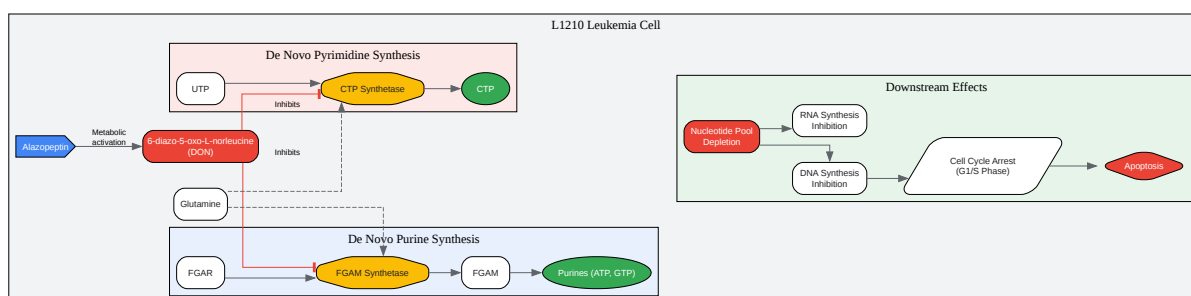 L1210 Leukemia Cell
De Novo Pyrimidine Synthesis
UTP
CTP Synthetase
CTP
Inhibits
Alazopeptin
Metabolic
activation
6-diazo-5-oxo-L-norleucine
(DON)
Inhibits
Glutamine
De Novo Purine Synthesis
FGAR
FGAM Synthetase
FGAM
Purines (ATP, GTP)
Downstream Effects
Nucleotide Pool
Depletion
RNA Synthesis
Inhibition
DNA Synthesis
Inhibition
Cell Cycle Arrest
(G1/S Phase)
Apoptosis